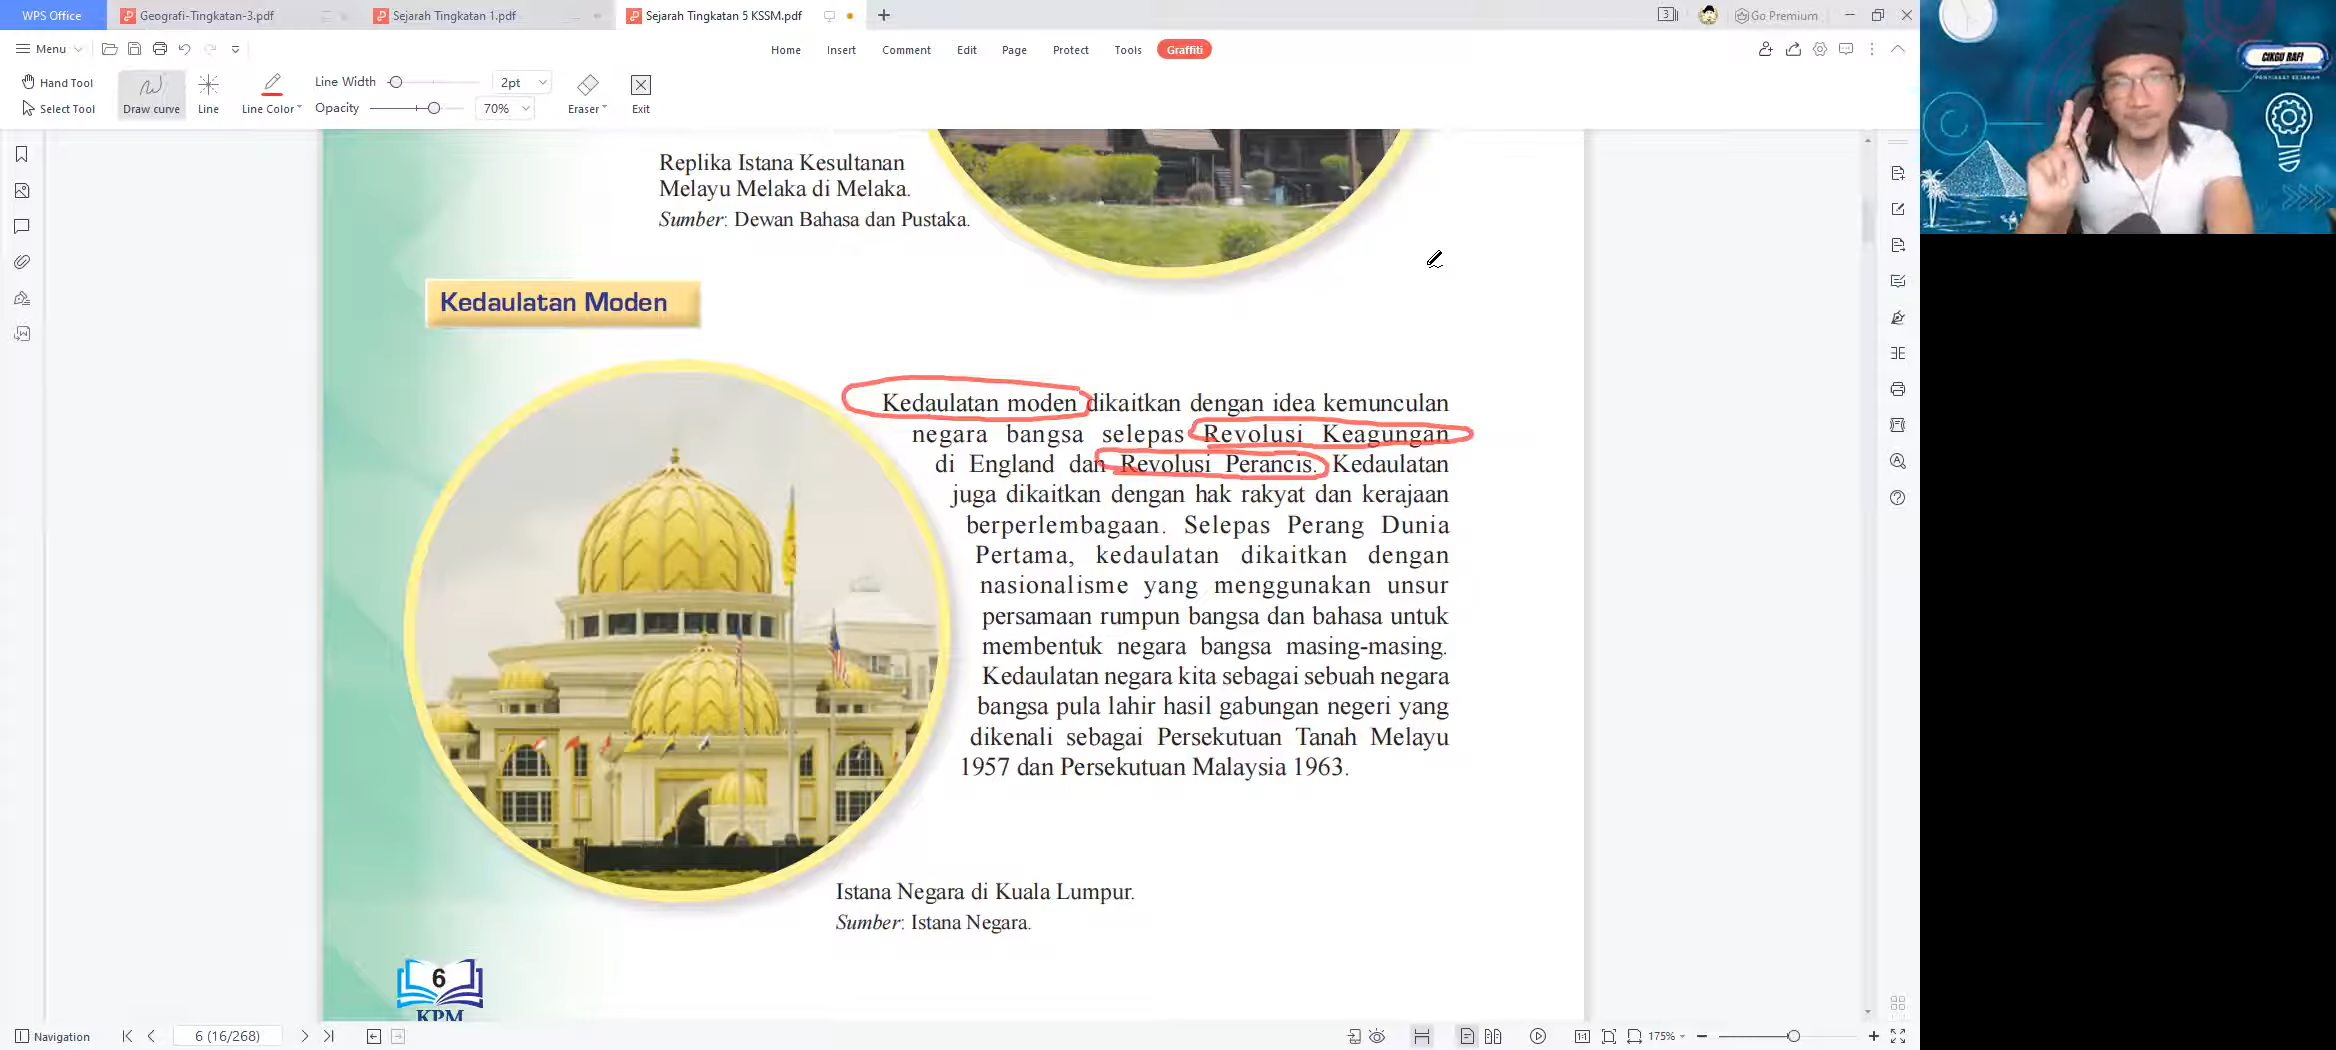 WPS Office
Geografi-Tingkatan-3.pdf
Sejarah Tingkatan 1.pdf
Sejarah Tingkatan 5 KSSM.pdf
3
Go Premium
Menu
Home
Insert
Comment
Edit
Page
Protect
Tools
Graffiti
Hand Tool
Select Tool
Draw curve
Line
Line Color
Line Width
2pt
Opacity
70%
Eraser
Exit
CIKGU RAFI
PENYIASAT SEJARAH
Replika Istana Kesultanan
Melayu Melaka di Melaka.
Sumber: Dewan Bahasa dan Pustaka.
Kedaulatan Moden
Kedaulatan moden dikaitkan dengan idea kemunculan
negara bangsa selepas Revolusi Keagungan
di England dan Revolusi Perancis. Kedaulatan
juga dikaitkan dengan hak rakyat dan kerajaan
berperlembagaan. Selepas Perang Dunia
Pertama, kedaulatan dikaitkan dengan
nasionalisme yang menggunakan unsur
persamaan rumpun bangsa dan bahasa untuk
membentuk negara bangsa masing-masing.
Kedaulatan negara kita sebagai sebuah negara
bangsa pula lahir hasil gabungan negeri yang
dikenali sebagai Persekutuan Tanah Melayu
1957 dan Persekutuan Malaysia 1963.
Istana Negara di Kuala Lumpur.
Sumber: Istana Negara.
6
KPM
Navigation
6 (16/268)
1:1
175%